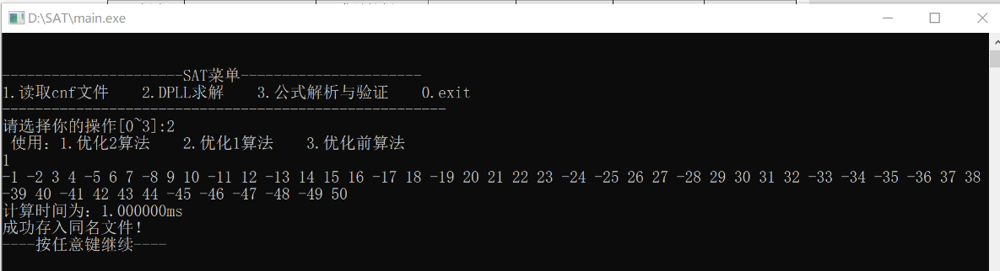 D:\SAT\main.exe
----------------------SAT菜单----------------------
1.读取cnf文件    2.DPLL求解    3.公式解析与验证    0.exit
------------------------------------------------------
请选择你的操作[0~3]:2
 使用：1.优化2算法    2.优化1算法    3.优化前算法
1
-1 -2 3 4 -5 6 7 -8 9 10 -11 12 -13 14 15 16 -17 18 -19 20 21 22 23 -24 -25 26 27 -28 29 30 31 32 -33 -34 -35 -36 37 38
-39 40 -41 42 43 44 -45 -46 -47 -48 -49 50
计算时间为：1.000000ms
成功存入同名文件！
----按任意键继续----